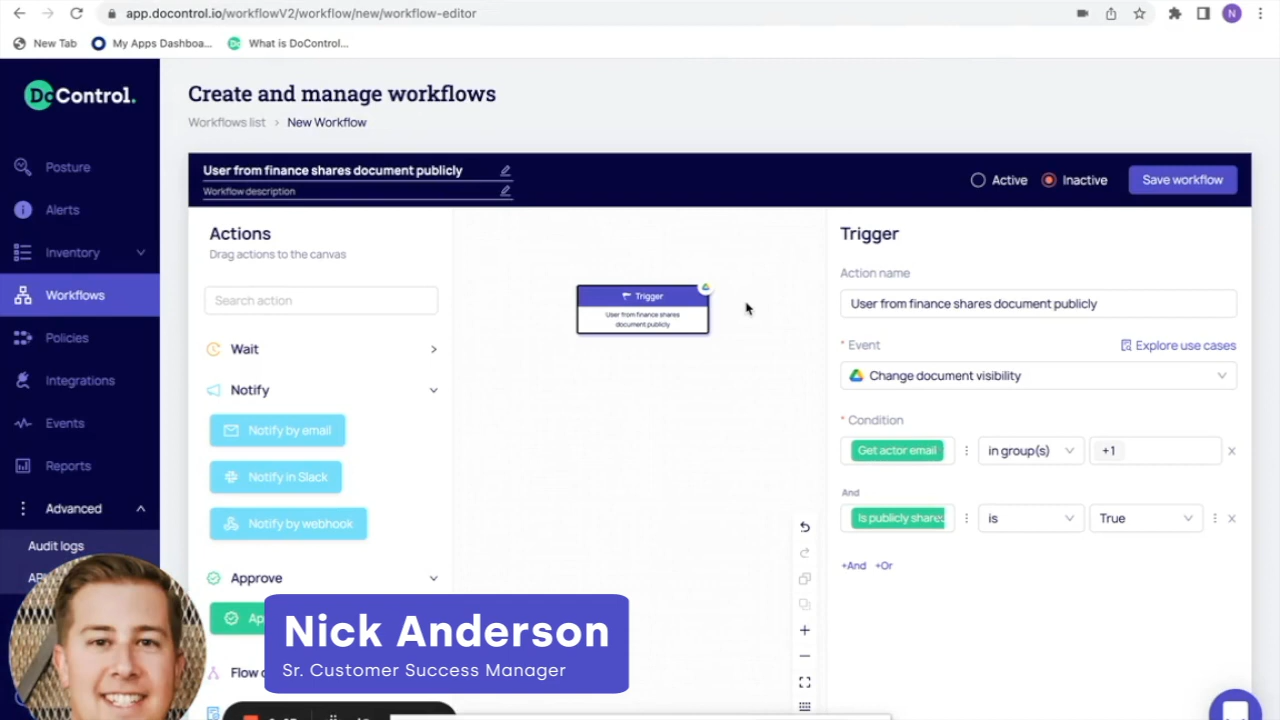 app.docontrol.io/workflowV2/workflow/new/workflow-editor
N
New Tab
My Apps Dashboa...
What is DoControl...
DoControl.
Posture
Alerts
Inventory
Workflows
Policies
Integrations
Events
Reports
Advanced
Audit logs
Create and manage workflows
Workflows list > New Workflow
User from finance shares document publicly
Workflow description
Active
Inactive
Save workflow
Actions
Drag actions to the canvas
Search action
Wait
Notify
Notify by email
Notify in Slack
Notify by webhook
Approve
Trigger
User from finance shares
document publicly
Trigger
Action name
User from finance shares document publicly
* Event
Explore use cases
Change document visibility
* Condition
Get actor email
in group(s)
+1
And
Is publicly share
is
True
+And +Or
Nick Anderson
Sr. Customer Success Manager